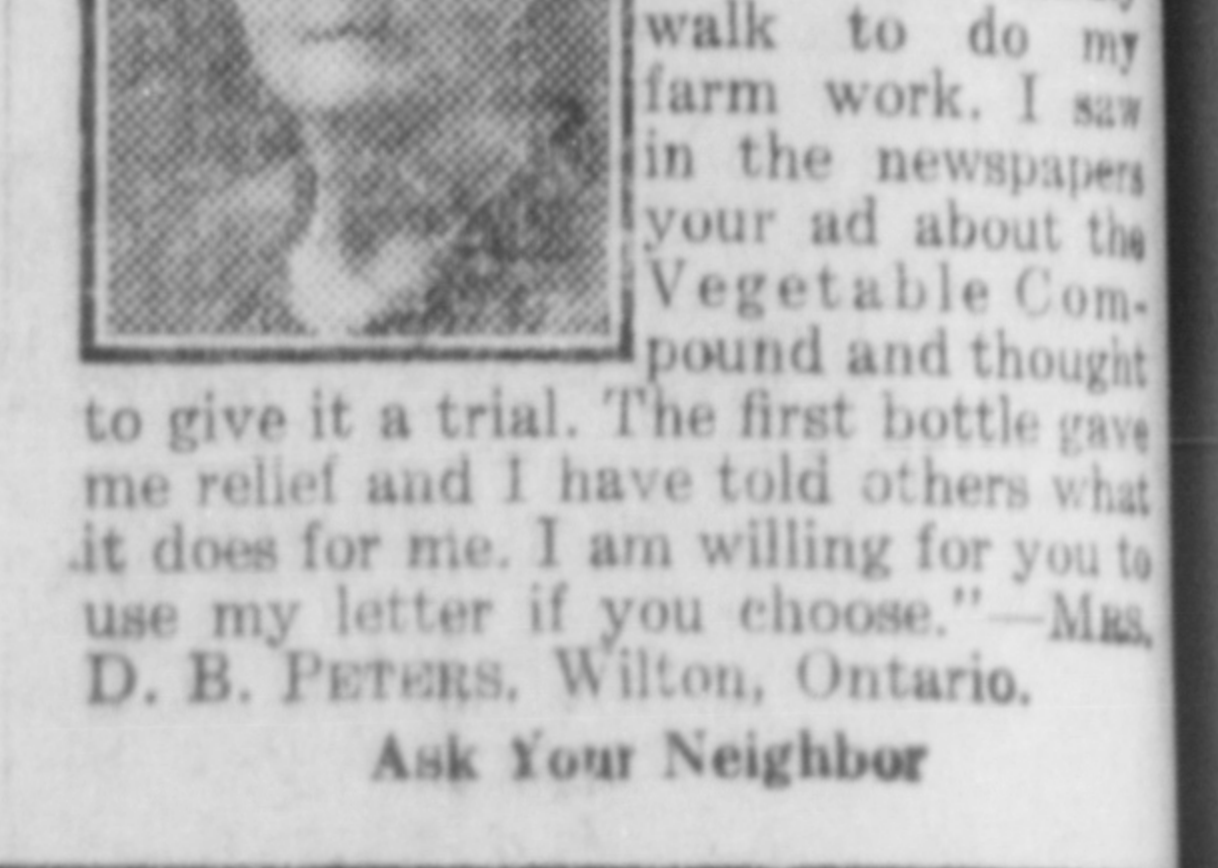 walk to do my
farm work. I saw
in the newspapers
your ad about the
Vegetable Com-
pound and thought
to give it a trial. The first bottle gave
me relief and I have told others what
it does for me. I am willing for you to
use my letter if you choose."—MRS.
D. B. PETERS, Wilton, Ontario.
Ask Your Neighbor